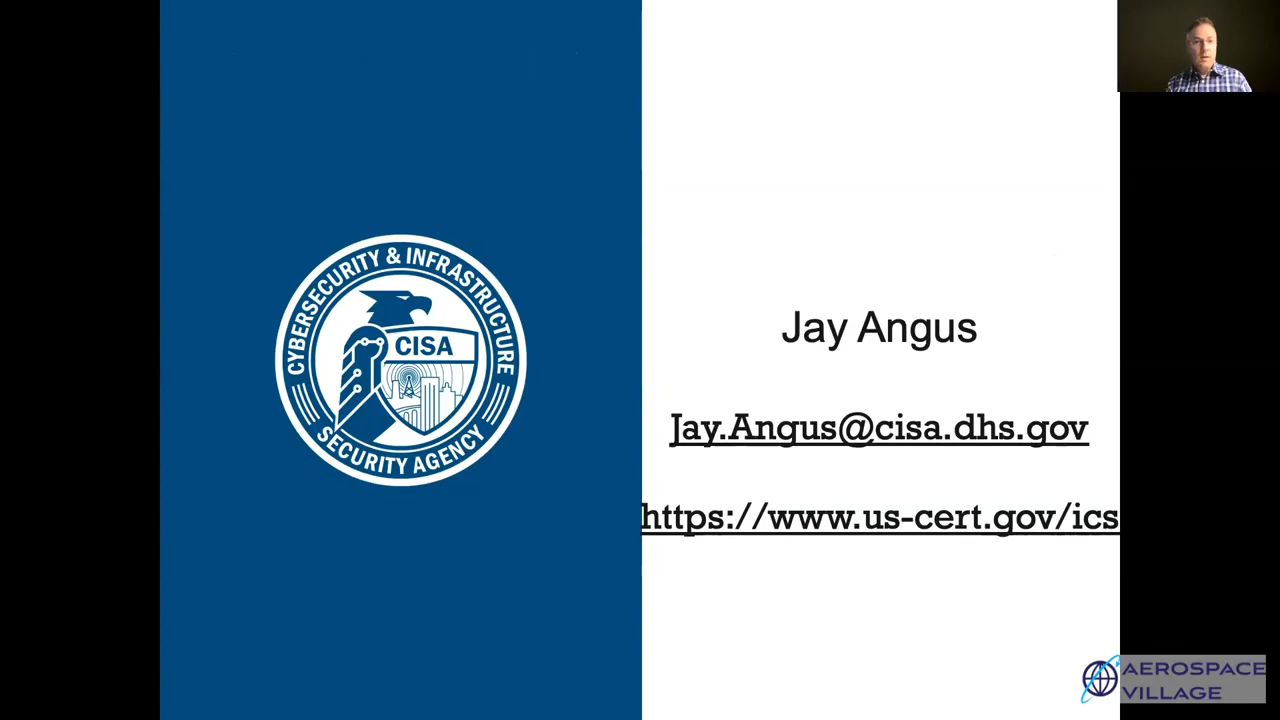 CYBERSECURITY & INFRASTRUCTURE
SECURITY AGENCY
CISA
Jay Angus
Jay.Angus@cisa.dhs.gov
https://www.us-cert.gov/ics
AEROSPACE
VILLAGE